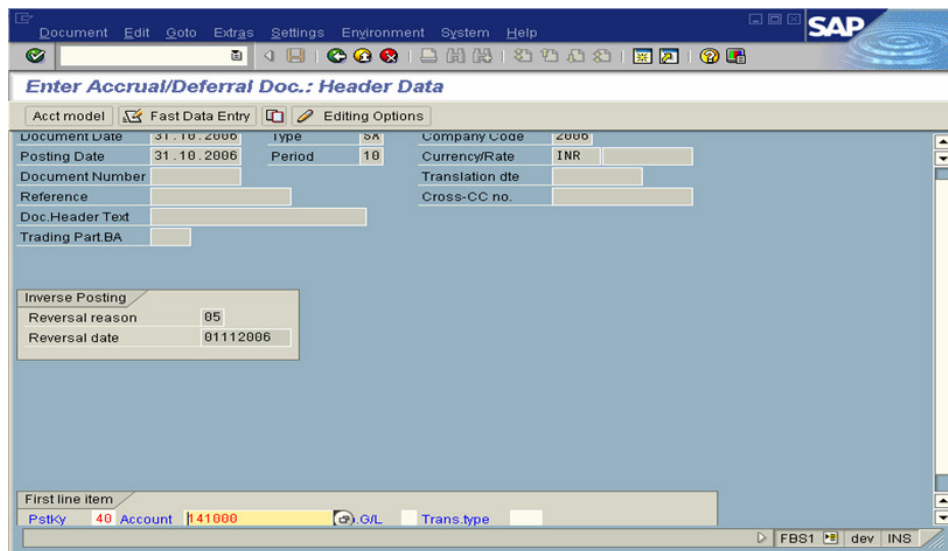 Document Edit Goto Extras Settings Environment System Help
SAP
Enter Accrual/Deferral Doc.: Header Data
Acct model Fast Data Entry Editing Options
Document Date 31.10.2006 Type SA Company Code 2006
Posting Date 31.10.2006 Period 10 Currency/Rate INR
Document Number Translation dte
Reference Cross-CC no.
Doc.Header Text
Trading Part.BA
Inverse Posting
Reversal reason 05
Reversal date 01112006
First line item
PstKy 40 Account 141000 .G/L Trans.type
FBS1 dev INS